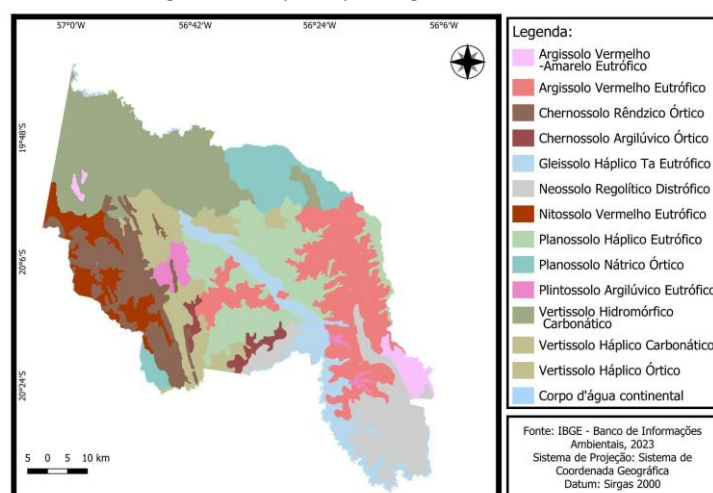 57°0'W 56°42'W 56°24'W 56°6'W
19°48'S
20°6'S
20°24'S
5 0 5 10 km
Legenda:
Argissolo Vermelho
-Amarelo Eutrófico
Argissolo Vermelho Eutrófico
Chernossolo Rêndzico Órtico
Chernossolo Argilúvico Órtico
Gleissolo Háplico Ta Eutrófico
Neossolo Regolítico Distrófico
Nitossolo Vermelho Eutrófico
Planossolo Háplico Eutrófico
Planossolo Nátrico Órtico
Plintossolo Argilúvico Eutrófico
Vertissolo Hidromórfico
Carbonático
Vertissolo Háplico Carbonático
Vertissolo Háplico Órtico
Corpo d'água continental
Fonte: IBGE - Banco de Informações
Ambientais, 2023
Sistema de Projeção: Sistema de
Coordenada Geográfica
Datum: Sirgas 2000